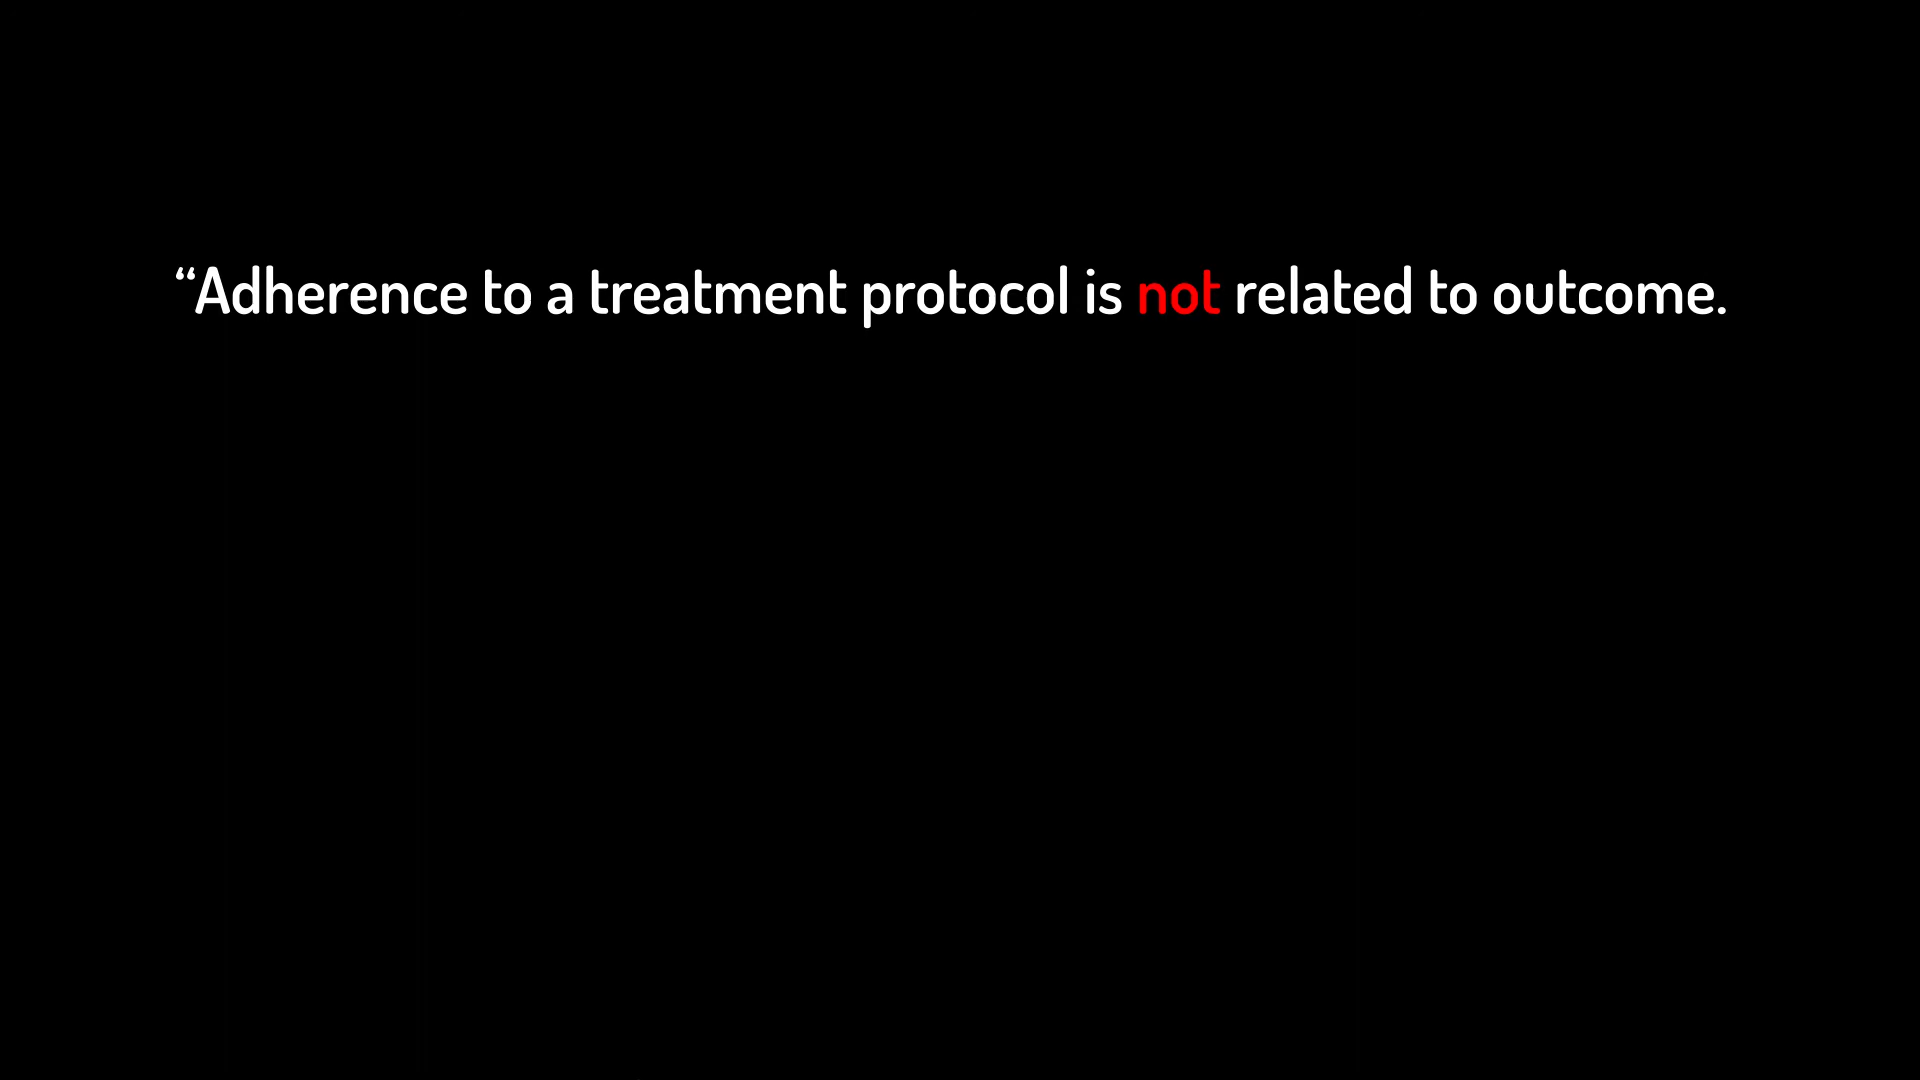 “Adherence to a treatment protocol is not related to outcome.